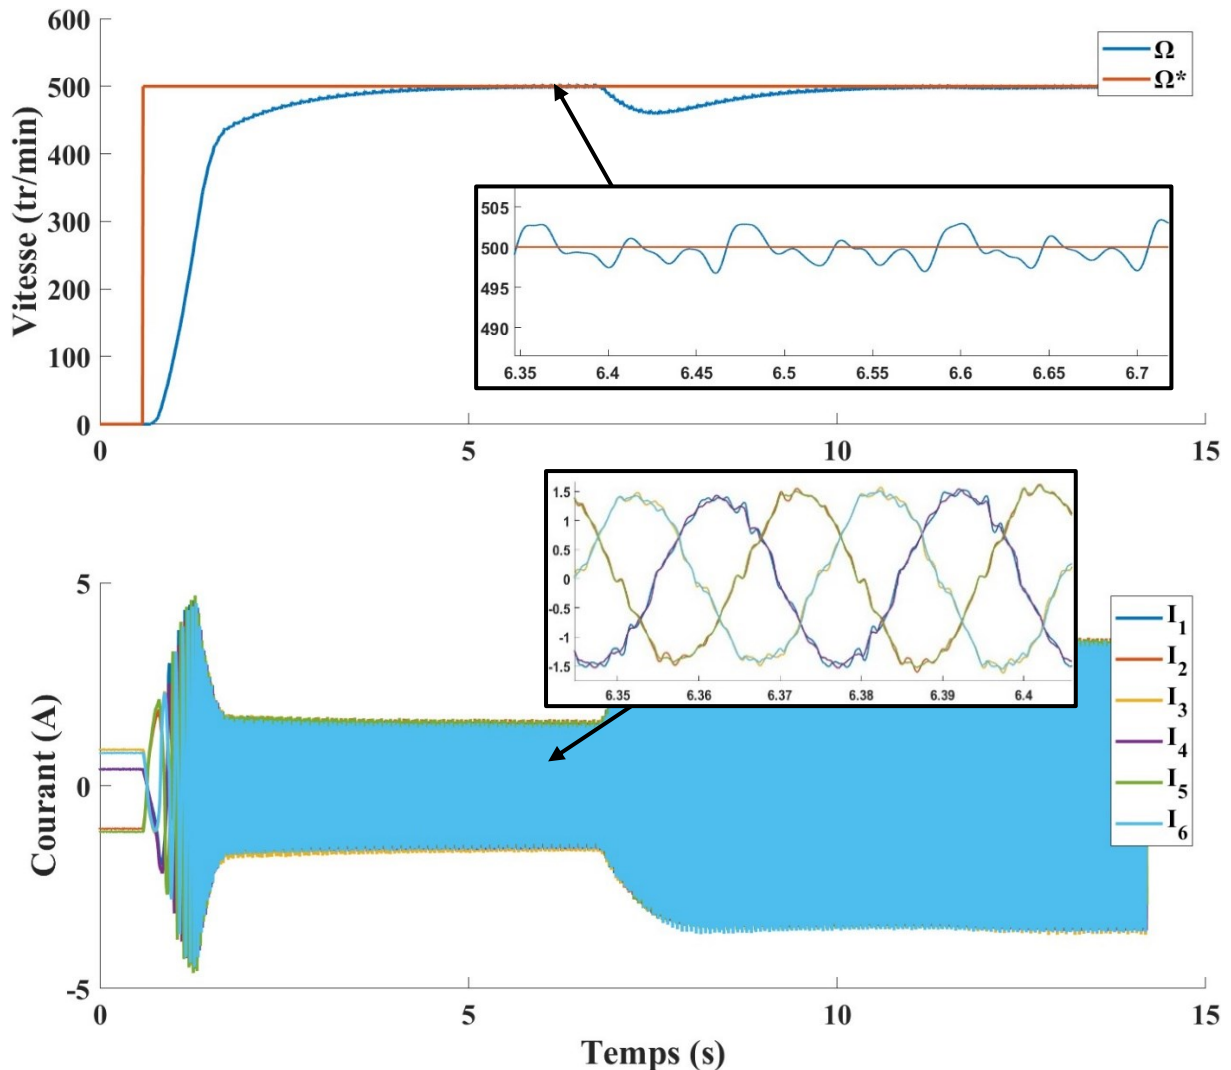 600
500
400
300
200
100
0
Vitesse (tr/min)
Ω
Ω*
505
500
495
490
6.35 6.4 6.45 6.5 6.55 6.6 6.65 6.7
0 5 10 15
1.5
1
0.5
0
-0.5
-1
-1.5
6.35 6.36 6.37 6.38 6.39 6.4
5
0
-5
Courant (A)
I1
I2
I3
I4
I5
I6
0 5 10 15
Temps (s)